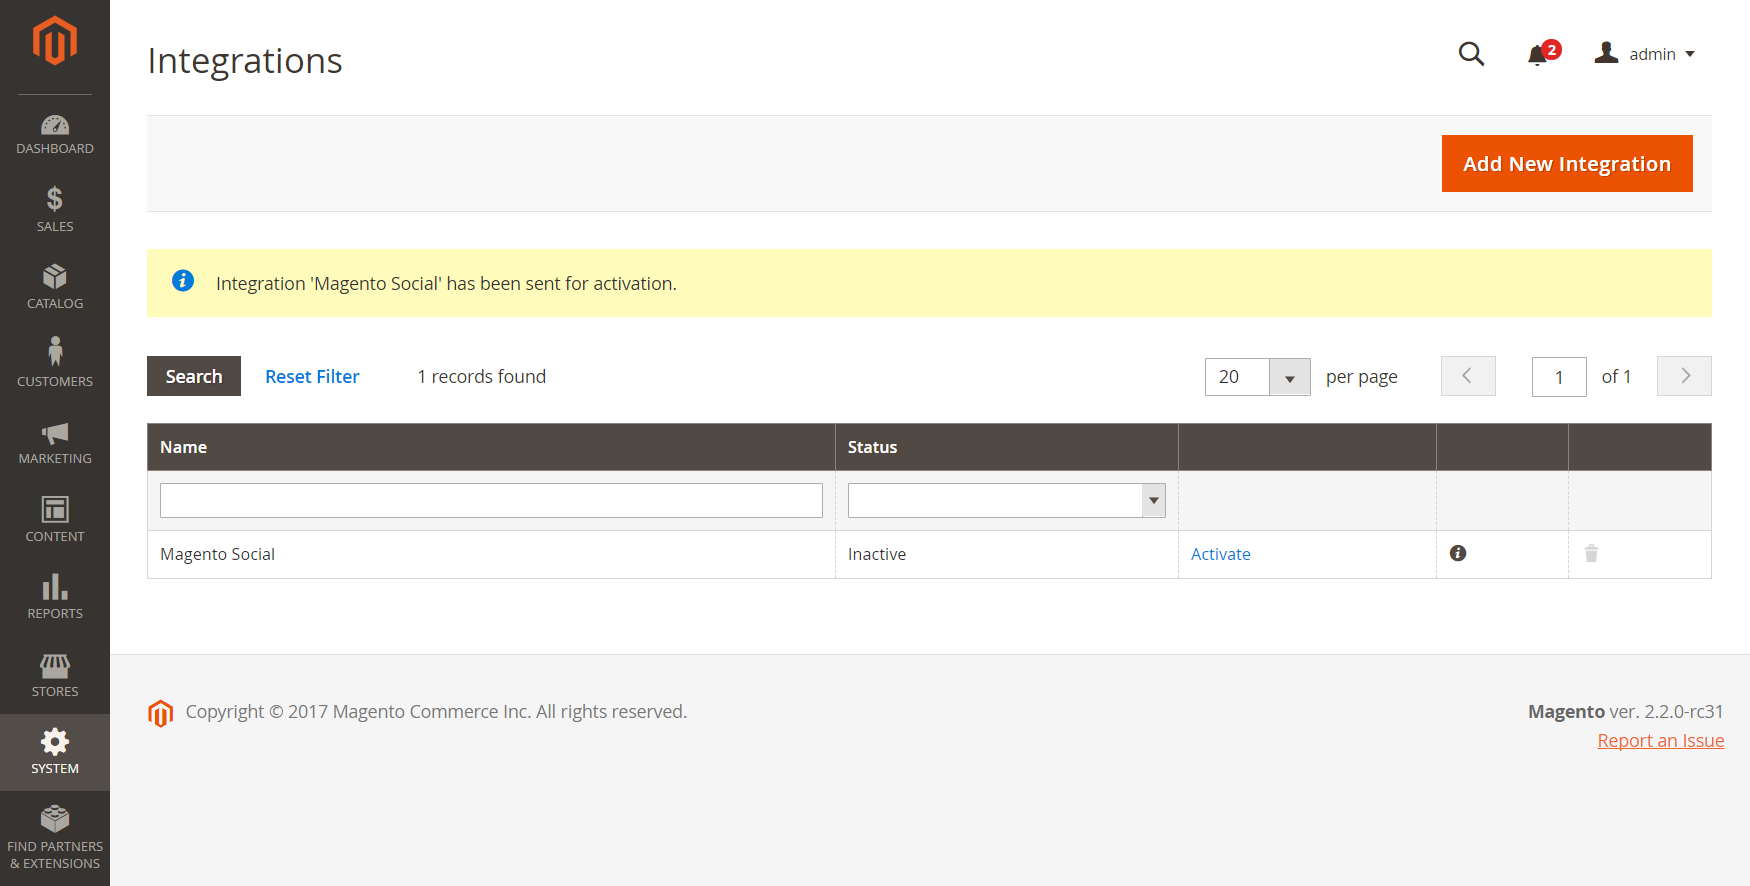 Integrations
2
admin
DASHBOARD
SALES
CATALOG
CUSTOMERS
MARKETING
CONTENT
REPORTS
STORES
SYSTEM
FIND PARTNERS
& EXTENSIONS
Add New Integration
Integration 'Magento Social' has been sent for activation.
Search Reset Filter 1 records found 20 per page 1 of 1
Name Status
Magento Social Inactive Activate
Copyright © 2017 Magento Commerce Inc. All rights reserved.
Magento ver. 2.2.0-rc31
Report an Issue